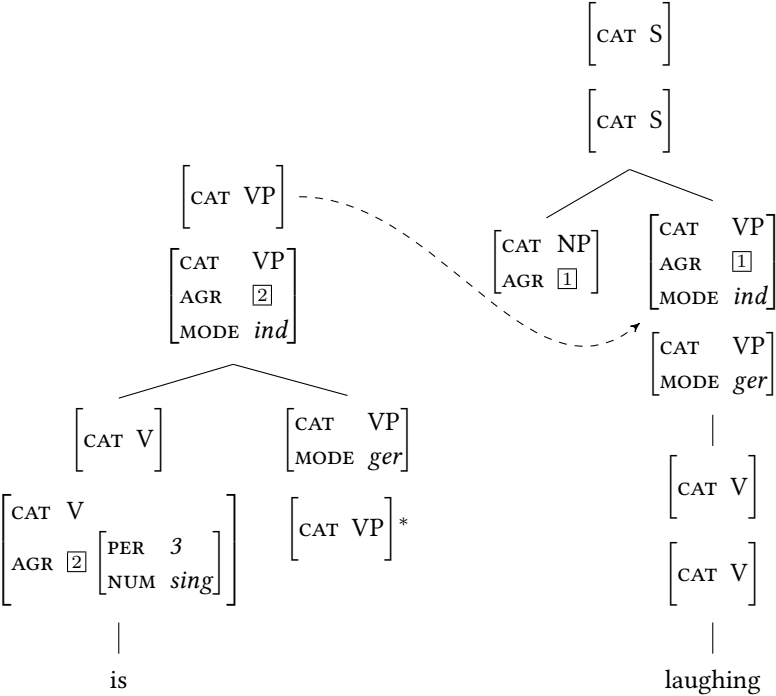 [CAT S]
[CAT S]
[CAT VP]
[CAT NP
AGR 1]
[CAT VP
AGR 1
MODE ind]
[CAT VP
AGR 2
MODE ind]
[CAT VP
MODE ger]
[CAT V]
[CAT VP
MODE ger]
[CAT V]
[CAT V
AGR 2 [PER 3
NUM sing]]
[CAT VP]*
[CAT V]
is
laughing